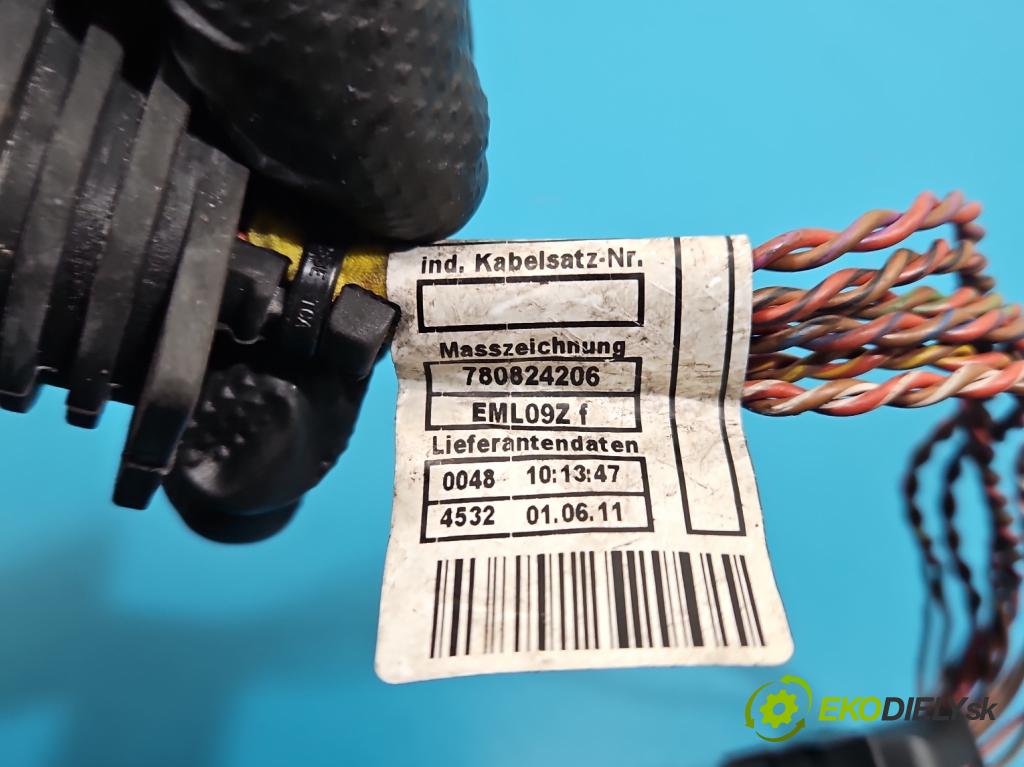 ind. Kabelsatz-Nr.
Masszeichnung
780824206
EML09Z f
Lieferantendaten
0048 10:13:47
4532 01.06.11
EKODIELY.sk